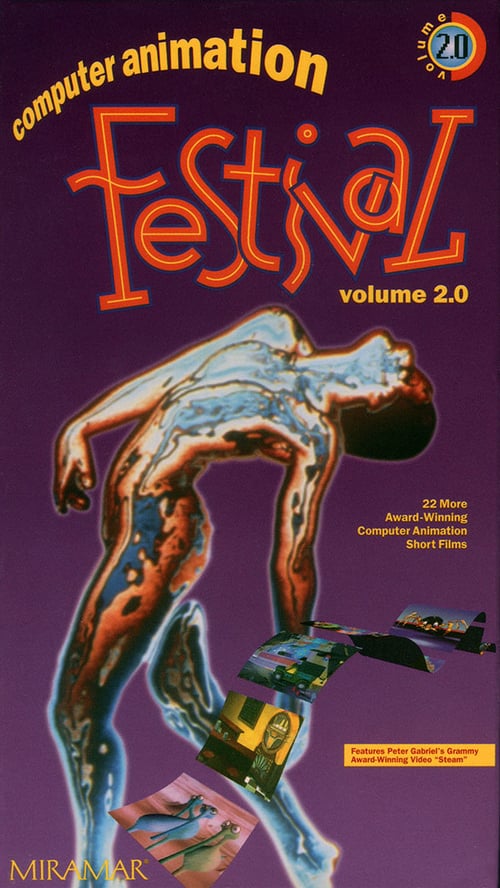 computer animation
volume
2.0
Festival
volume 2.0
22 More
Award-Winning
Computer Animation
Short Films
Features Peter Gabriel's Grammy
Award-Winning Video "Steam"
MIRAMAR®